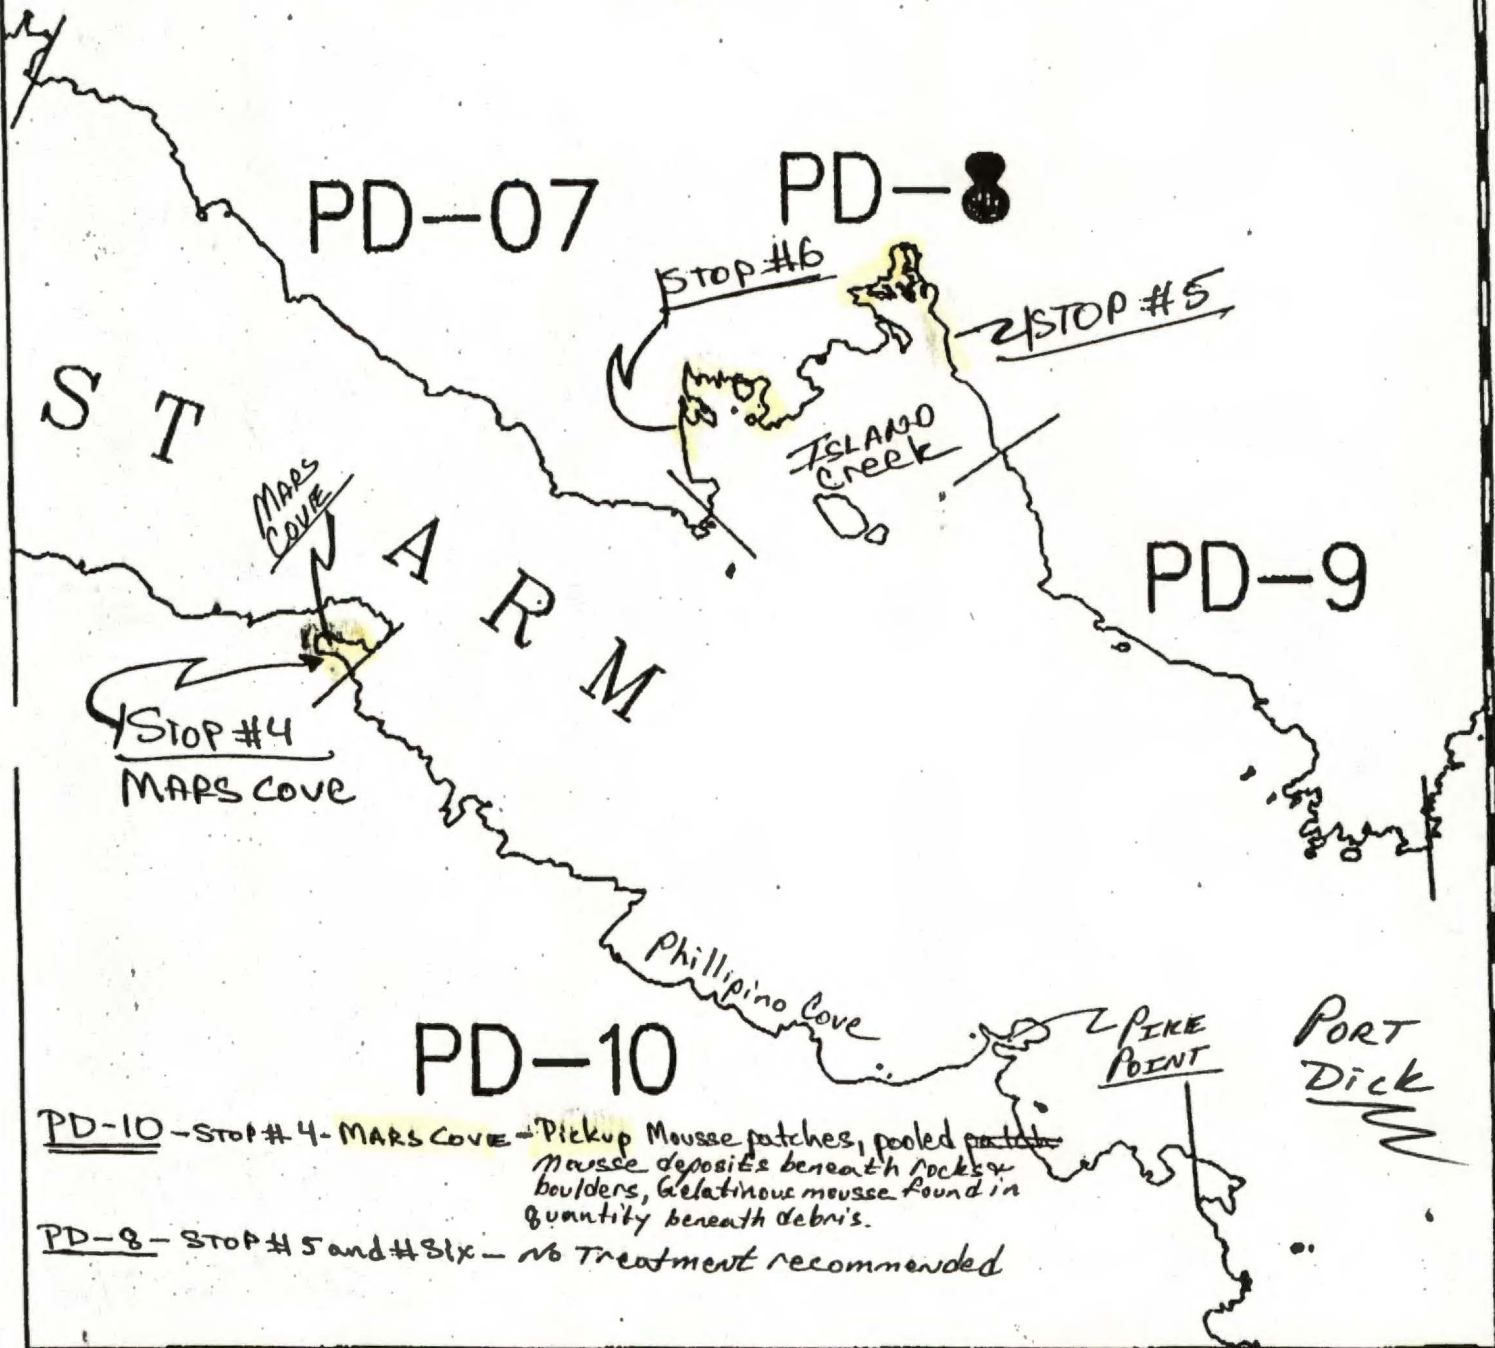 PD-07
PD-8
STOP #6
STOP #5
ISLAND
Creek
S T
A R M
MARS
COVE
PD-9
STOP #4
MARS COVE
Phillipino Cove
PD-10
PIKE
POINT
PORT
Dick
PD-10 - STOP # 4 - MARS COVE - Pickup Mousse patches, pooled
mousse deposits beneath rocks &
boulders, Gelatinous mousse found in
quantity beneath debris.
PD-8 - STOP # 5 and # SIX - No Treatment recommended